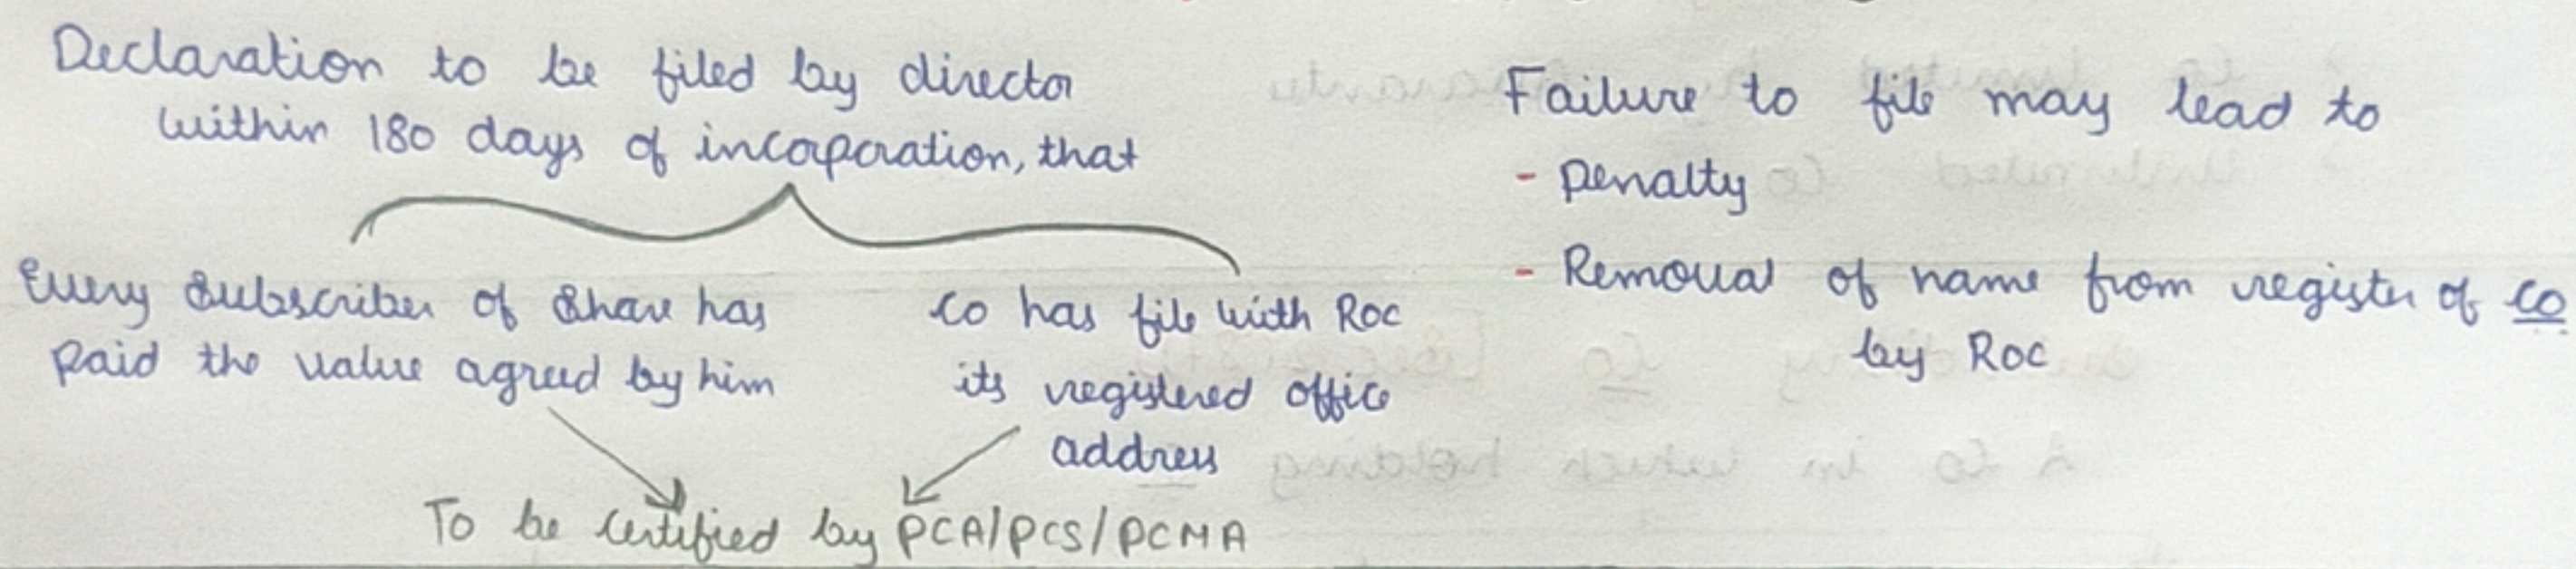 Declaration to be filed by director
within 180 days of incorporation, that
Every Subscriber of Share has
paid the value agreed by him
co has file with Roc
its registered office
address
To be certified by PCA/PCS/PCMA
Failure to file may lead to
- Penalty
- Removal of name from register of co
by Roc